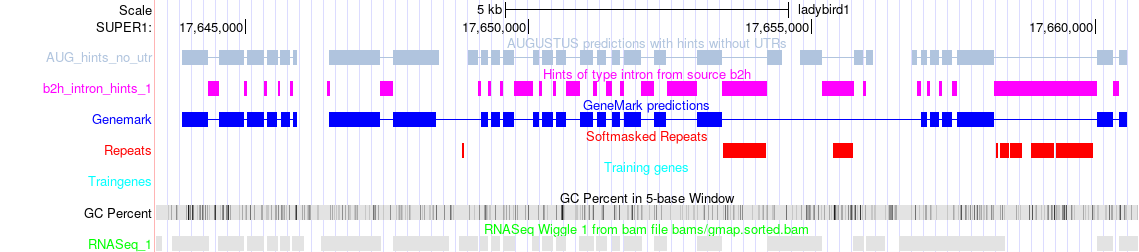 Scale 5 kb ladybird1
SUPER1: 17,645,000 17,650,000 17,655,000 17,660,000
AUGUSTUS predictions with hints without UTRs
AUG_hints_no_utr
Hints of type intron from source b2h
b2h_intron_hints_1
GeneMark predictions
Genemark
Softmasked Repeats
Repeats
Training genes
Traingenes
GC Percent in 5-base Window
GC Percent
RNASeq Wiggle 1 from bam file bams/gmap.sorted.bam
RNASeq_1